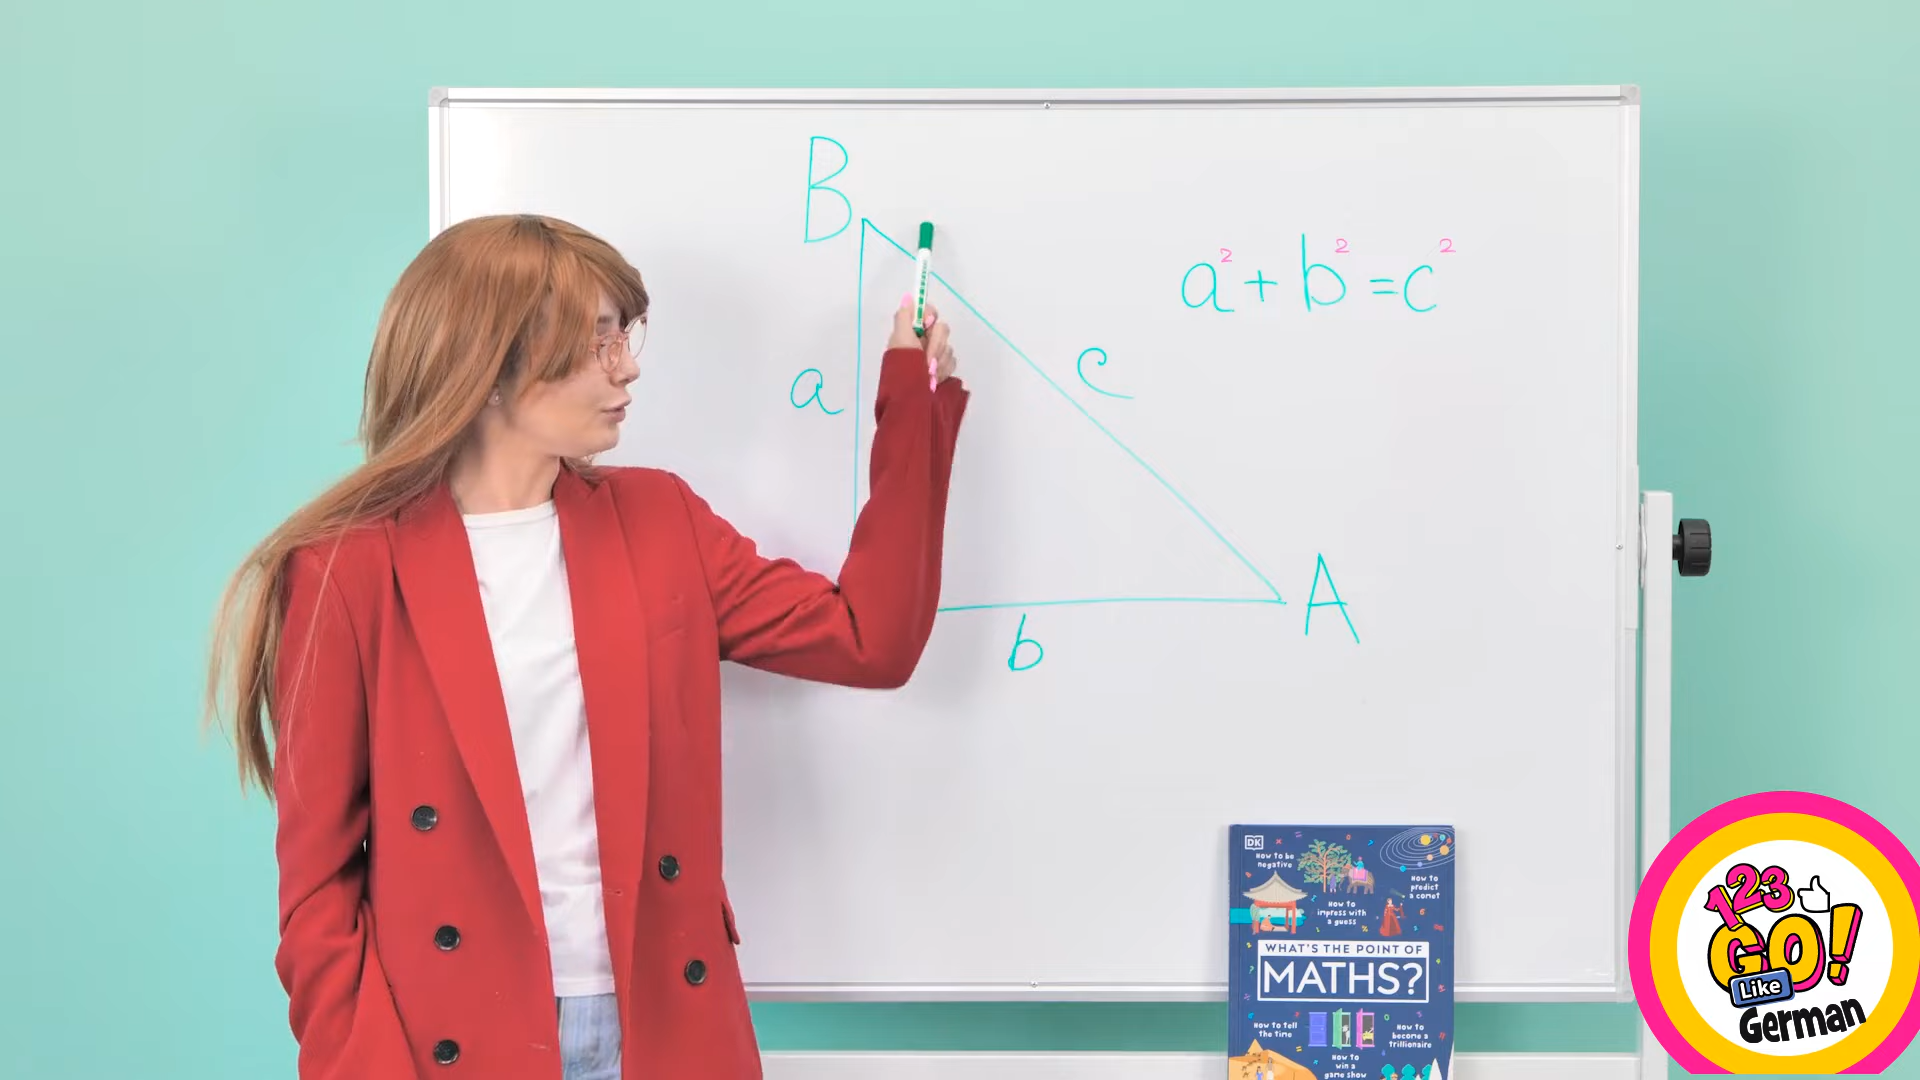 B
a² + b² = c²
a
c
A
b
DK
How to be
negative
How to
predict
a comet
How to
impress with
a guess
WHAT'S THE POINT OF
MATHS?
How to tell
the time
How to
become a
trillionaire
How to
win a
game show
123
GO!
Like
German